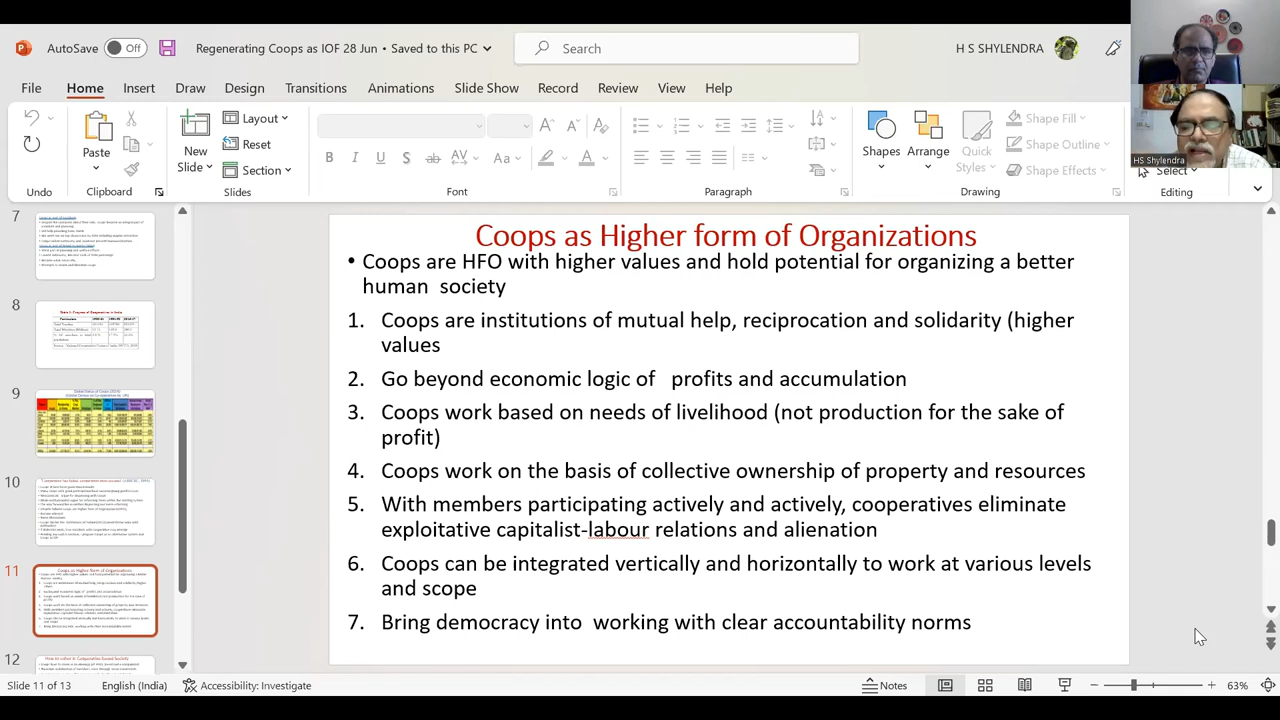 AutoSave Off Regenerating Coops as IOF 28 Jun • Saved to this PC Search H S SHYLENDRA
File Home Insert Draw Design Transitions Animations Slide Show Record Review View Help
Paste
New Slide
Layout
Reset
Section
B I U S ab AV Aa A
Shapes Arrange Quick Styles
Shape Fill
Shape Outline
Shape Effects
Select
HS Shylendra
Undo Clipboard Slides Font Paragraph Drawing Editing
7
8
9
10
11
12
Coops as Higher form of Organizations
• Coops are HFO with higher values and hold potential for organizing a better
human society
1. Coops are institutions of mutual help, reciprocation and solidarity (higher
values
2. Go beyond economic logic of profits and accumulation
3. Coops work based on needs of livelihood (not production for the sake of
profit)
4. Coops work on the basis of collective ownership of property and resources
5. With members participating actively and actively, cooperatives eliminate
exploitative capitalist labour relations and alienation
6. Coops can be integrated vertically and horizontally to work at various levels
and scope
7. Bring democracy into working with clear accountability norms
Slide 11 of 13 English (India) Accessibility: Investigate Notes 63%